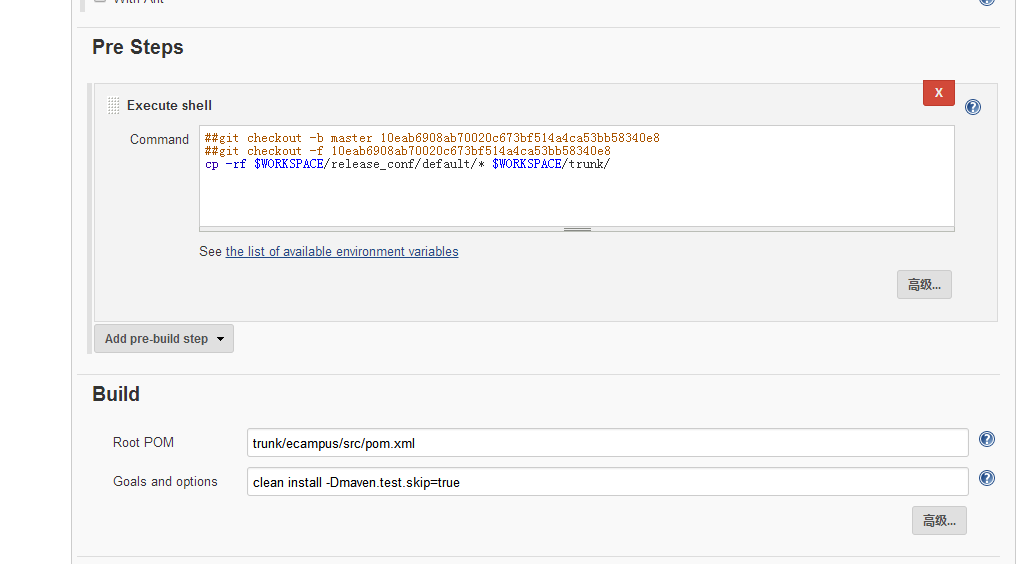 With Ant
Pre Steps
X
Execute shell
Command
##git checkout -b master 10eab6908ab70020c673bf514a4ca53bb58340e8
##git checkout -f 10eab6908ab70020c673bf514a4ca53bb58340e8
cp -rf $WORKSPACE/release_conf/default/* $WORKSPACE/trunk/
See the list of available environment variables
高级...
Add pre-build step
Build
Root POM
trunk/ecampus/src/pom.xml
Goals and options
clean install -Dmaven.test.skip=true
高级...